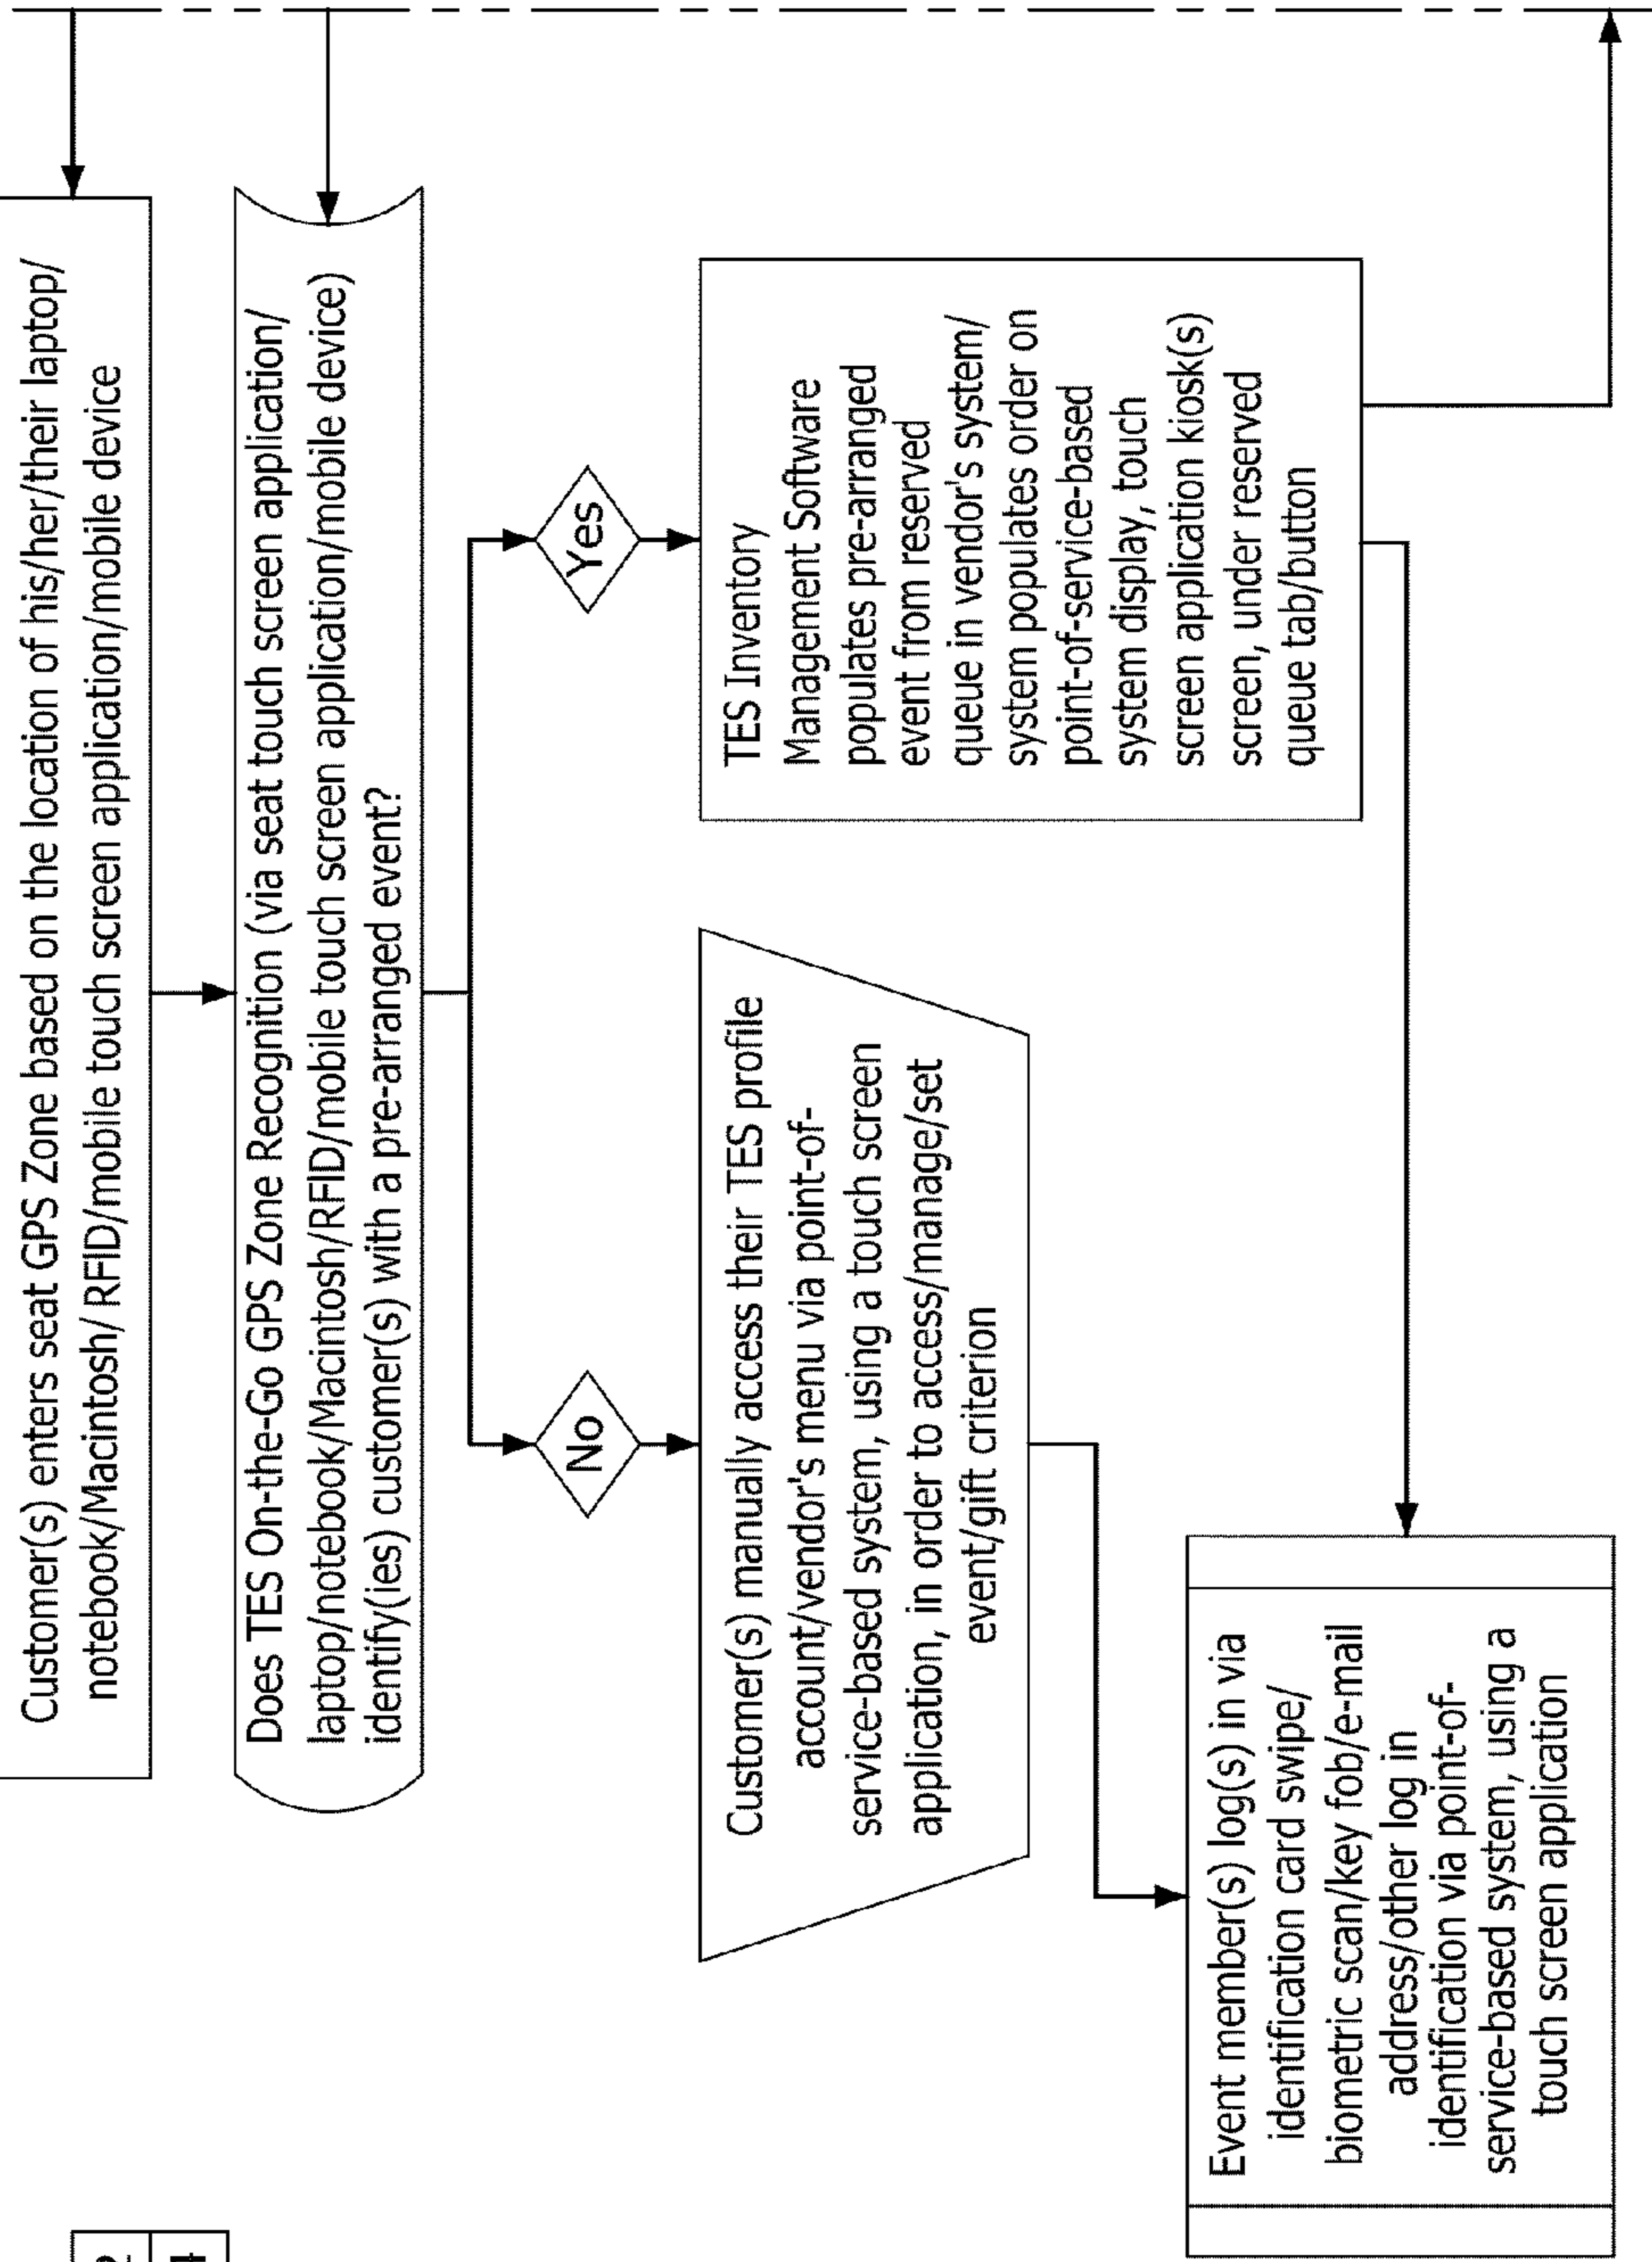 Customer(s) enters seat GPS Zone based on the location of his/her/their laptop/
notebook/Macintosh/ RFID/mobile touch screen application/mobile device
Does TES On-the-Go GPS Zone Recognition (via seat touch screen application/
laptop/notebook/Macintosh/RFID/mobile touch screen application/mobile device)
identify(ies) customer(s) with a pre-arranged event?
No
Yes
Customer(s) manually access their TES profile
account/vendor's menu via point-of-
service-based system, using a touch screen
application, in order to access/manage/set
event/gift criterion
TES Inventory
Management Software
populates pre-arranged
event from reserved
queue in vendor's system/
system populates order on
point-of-service-based
system display, touch
screen application kiosk(s)
screen, under reserved
queue tab/button
Event member(s) log(s) in via
identification card swipe/
biometric scan/key fob/e-mail
address/other log in
identification via point-of-
service-based system, using a
touch screen application